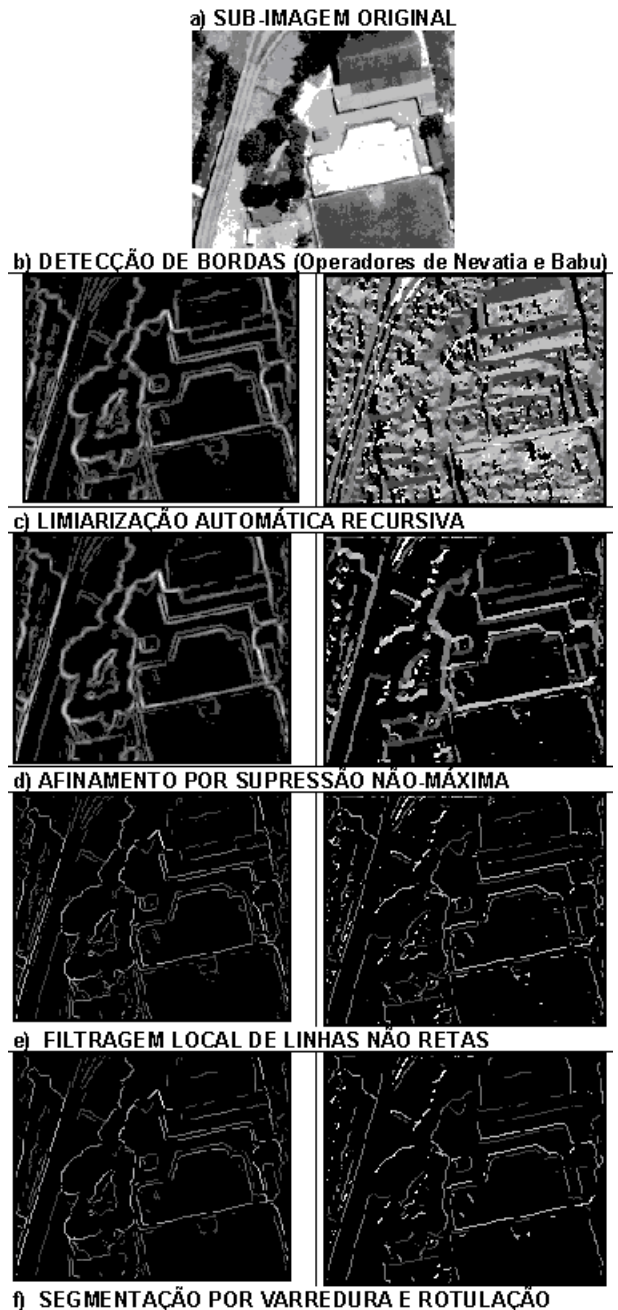 a) SUB-IMAGEM ORIGINAL
b) DETECÇÃO DE BORDAS (Operadores de Nevatia e Babu)
c) LIMIARIZAÇÃO AUTOMÁTICA RECURSIVA
d) AFINAMENTO POR SUPRESSÃO NÃO-MÁXIMA
e) FILTRAGEM LOCAL DE LINHAS NÃO RETAS
f) SEGMENTAÇÃO POR VARREDURA E ROTULAÇÃO